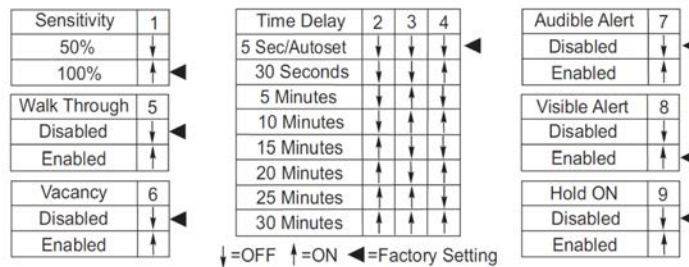 Sensitivity 1
50% ↓
100% ↑ ◄
Walk Through 5
Disabled ↓ ◄
Enabled ↑
Vacancy 6
Disabled ↓ ◄
Enabled ↑
Time Delay 2 3 4
5 Sec/Autoset ↓ ↓ ↓ ◄
30 Seconds ↓ ↓ ↑
5 Minutes ↓ ↑ ↓
10 Minutes ↓ ↑ ↑
15 Minutes ↑ ↓ ↓
20 Minutes ↑ ↓ ↑
25 Minutes ↑ ↑ ↓
30 Minutes ↑ ↑ ↑
↓=OFF ↑=ON ◄=Factory Setting
Audible Alert 7
Disabled ↓ ◄
Enabled ↑
Visible Alert 8
Disabled ↓
Enabled ↑ ◄
Hold ON 9
Disabled ↓ ◄
Enabled ↑